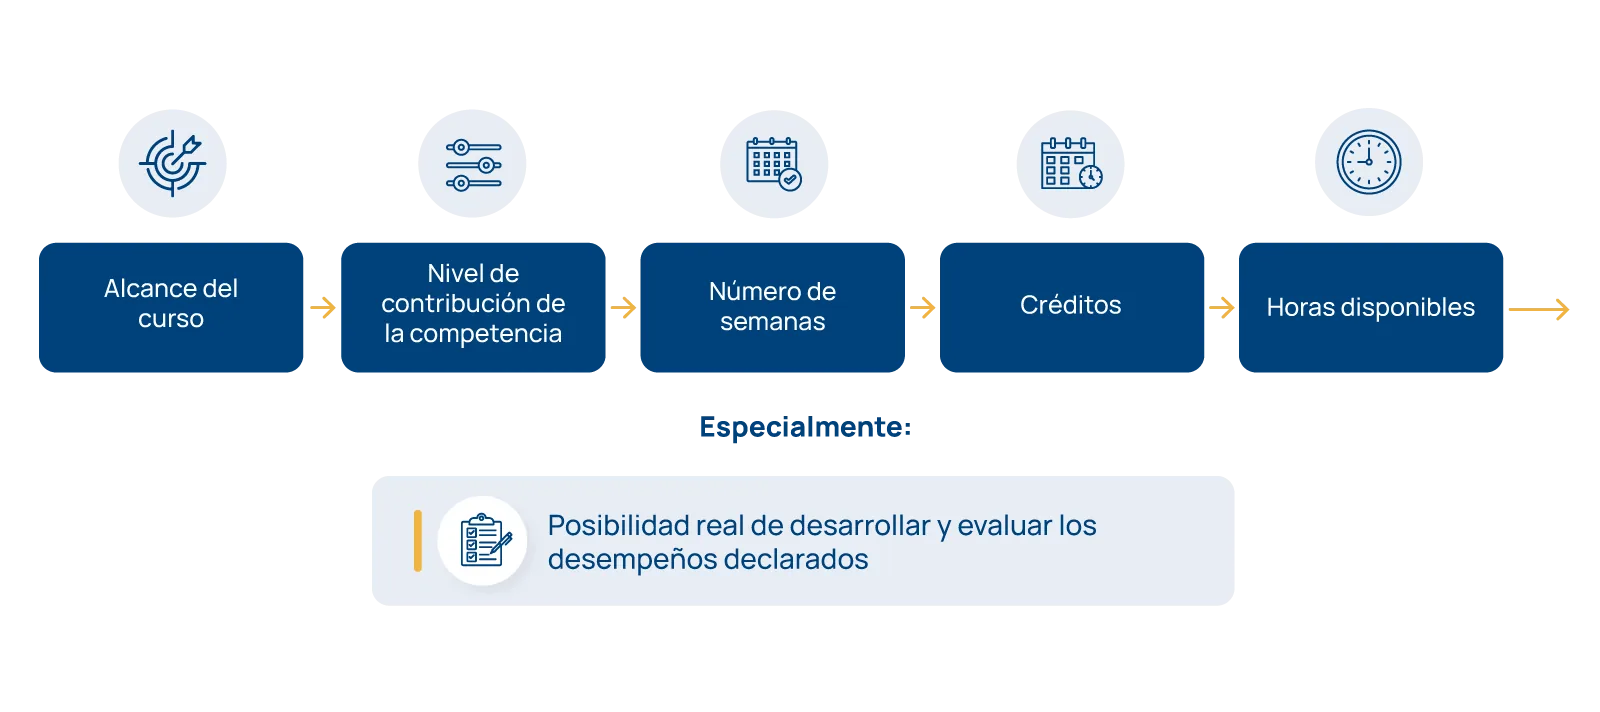 Alcance del
curso
Nivel de
contribución de
la competencia
Número de
semanas
Créditos
Horas disponibles
Especialmente:
Posibilidad real de desarrollar y evaluar los
desempeños declarados